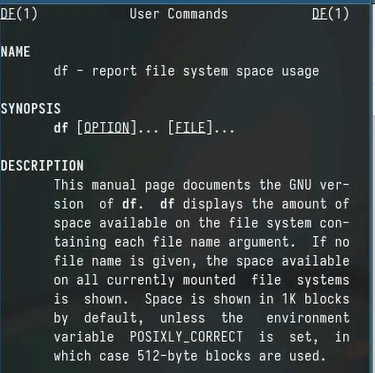 DF(1) User Commands DF(1)
NAME
df - report file system space usage
SYNOPSIS
df [OPTION]... [FILE]...
DESCRIPTION
This manual page documents the GNU ver-
sion of df. df displays the amount of
space available on the file system con-
taining each file name argument. If no
file name is given, the space available
on all currently mounted file systems
is shown. Space is shown in 1K blocks
by default, unless the environment
variable POSIXLY_CORRECT is set, in
which case 512-byte blocks are used.